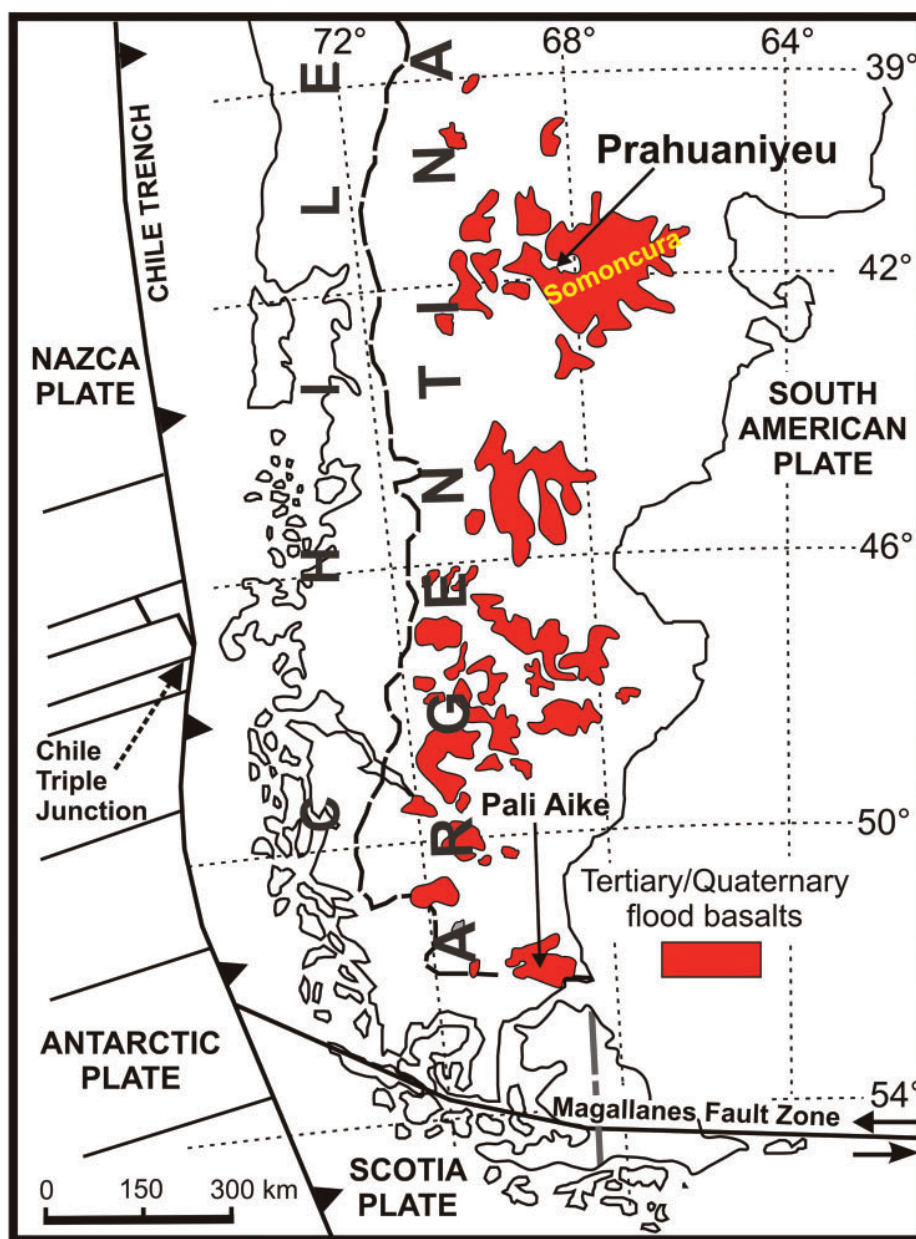 72°
68°
64°
39°
CHILE TRENCH
CHILE
ARGENTINA
Prahuaniyeu
Somoncura
42°
NAZCA
PLATE
SOUTH
AMERICAN
PLATE
46°
Chile
Triple
Junction
Pali Aike
50°
Tertiary/Quaternary
flood basalts
ANTARCTIC
PLATE
54°
Magallanes Fault Zone
SCOTIA
PLATE
0 150 300 km